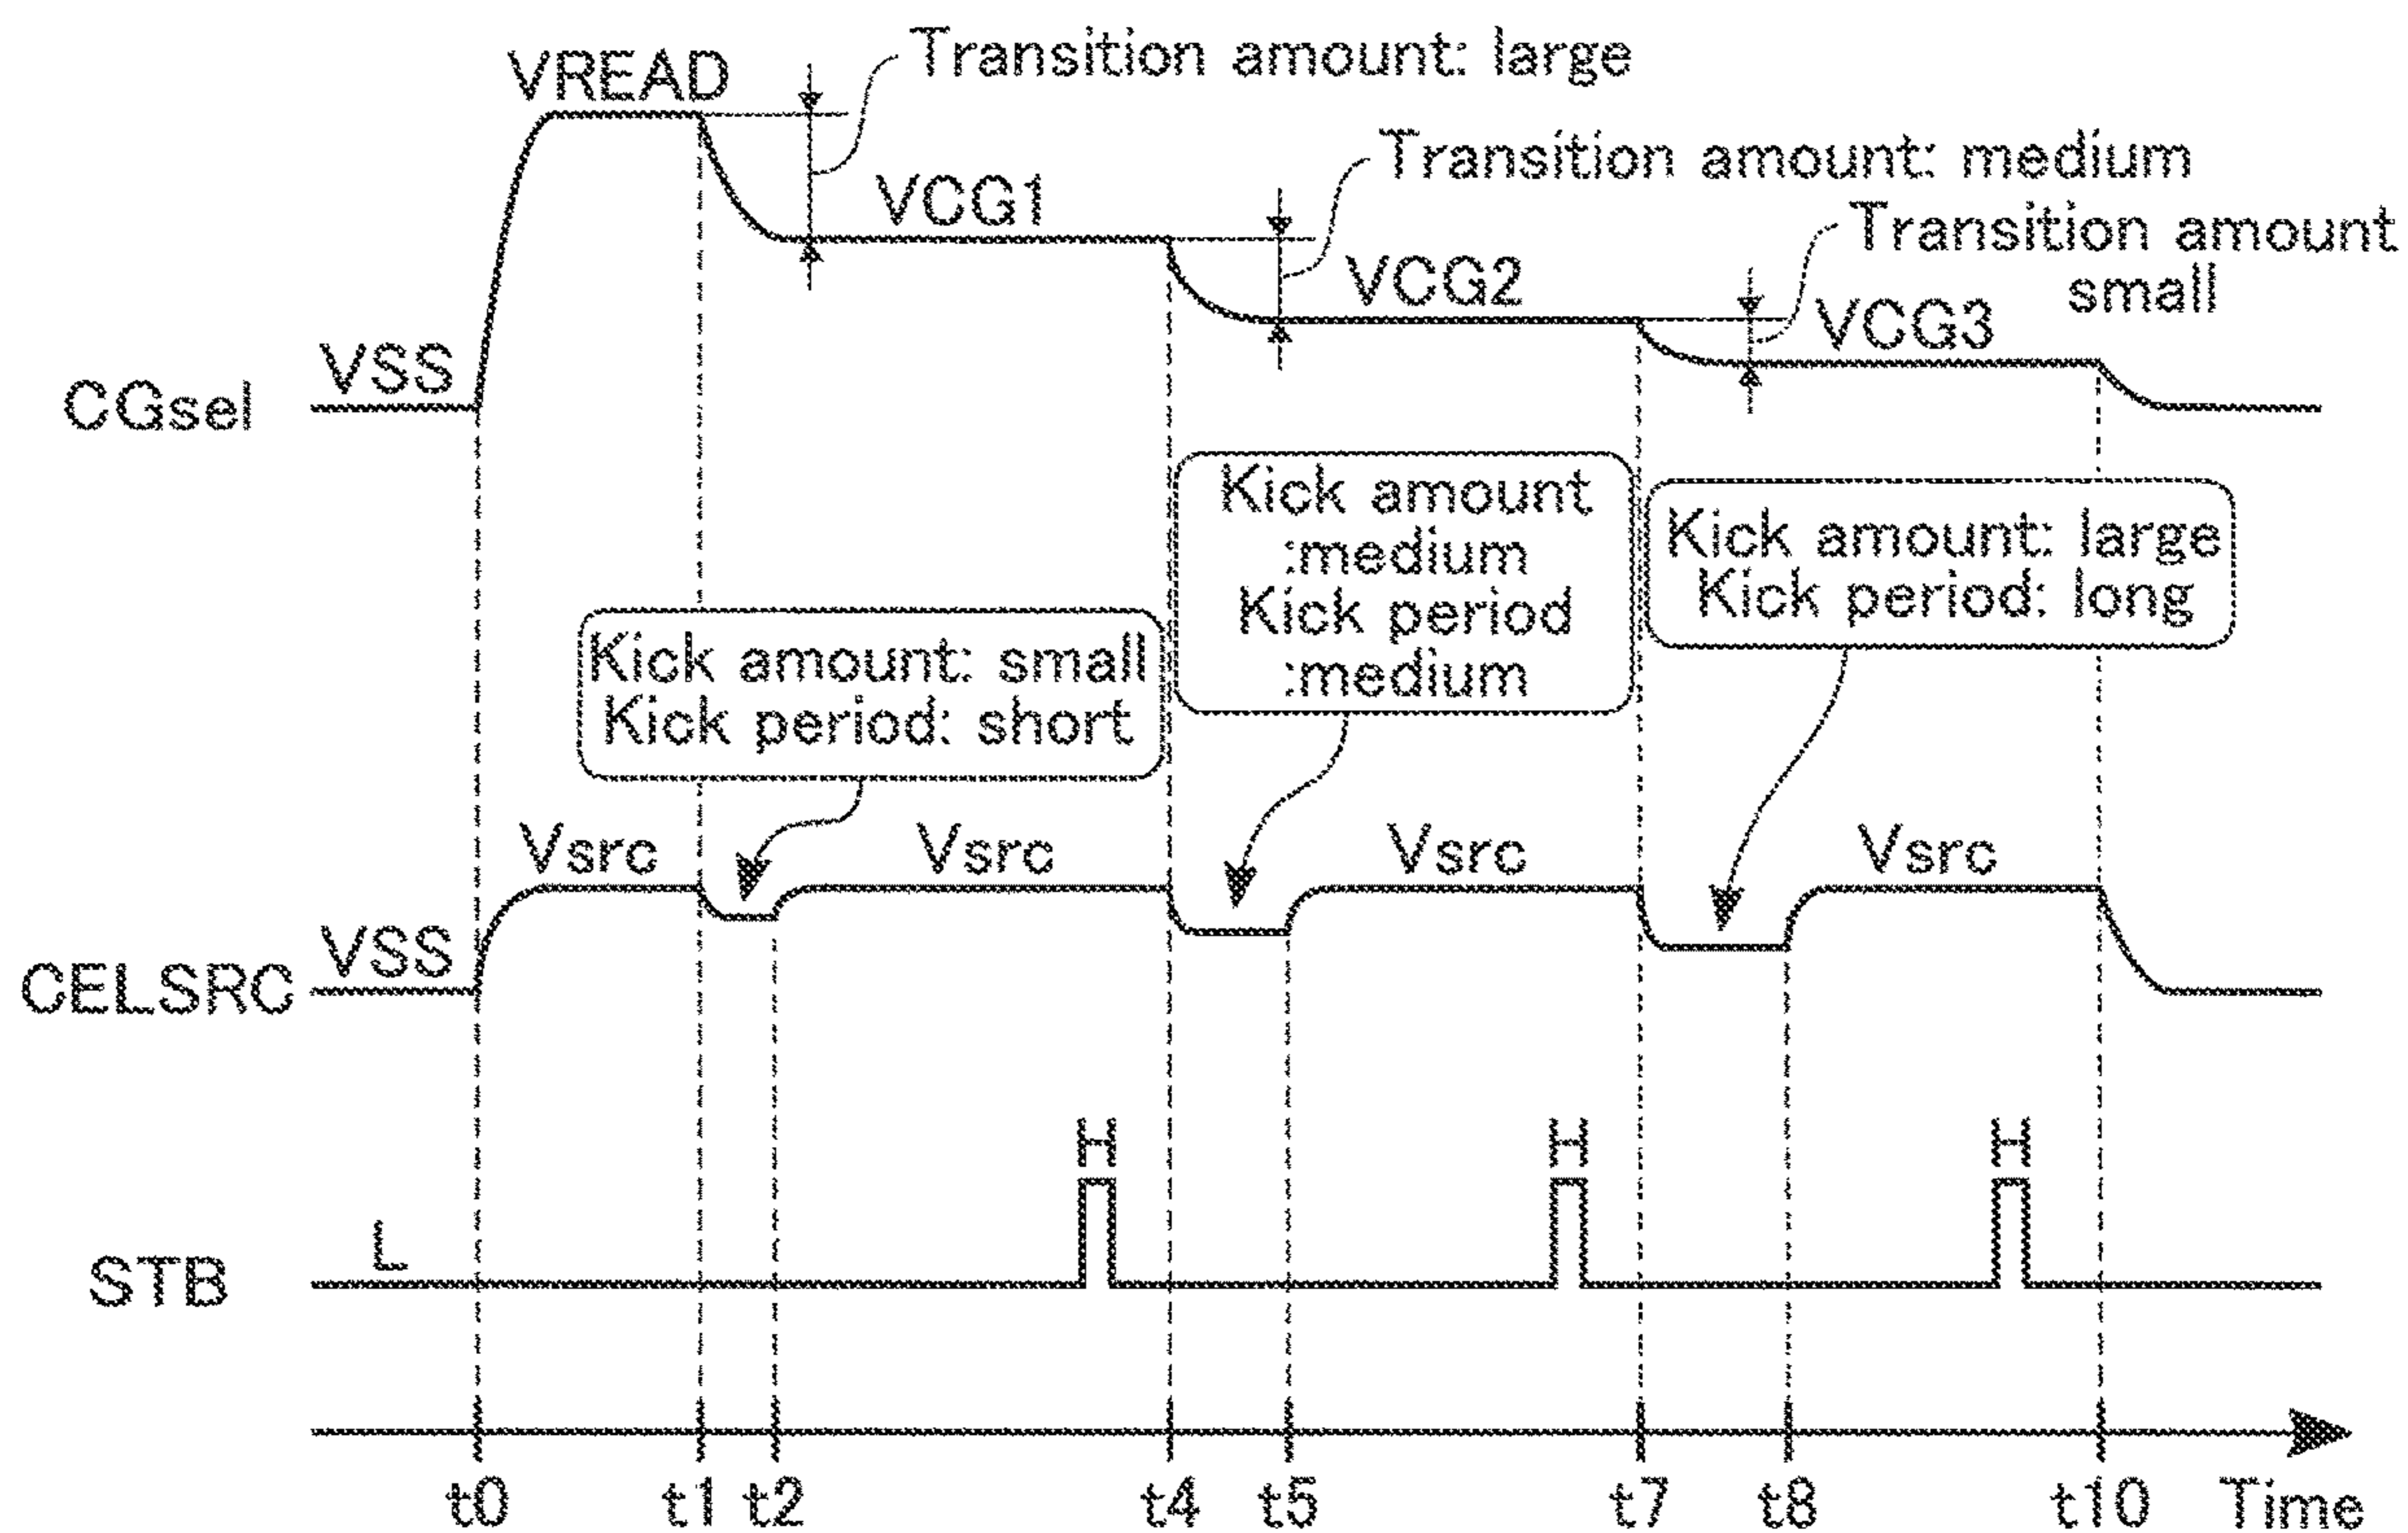 Transition amount: large
VREAD
Transition amount: medium
VCG1
Transition amount
small
VCG2
VCG3
VSS
CGsel
Kick amount
:medium
Kick period
:medium
Kick amount: large
Kick period: long
Kick amount: small
Kick period: short
Vsrc
Vsrc
Vsrc
Vsrc
VSS
CELSRC
H
H
H
L
STB
t0
t1
t2
t4
t5
t7
t8
t10
Time